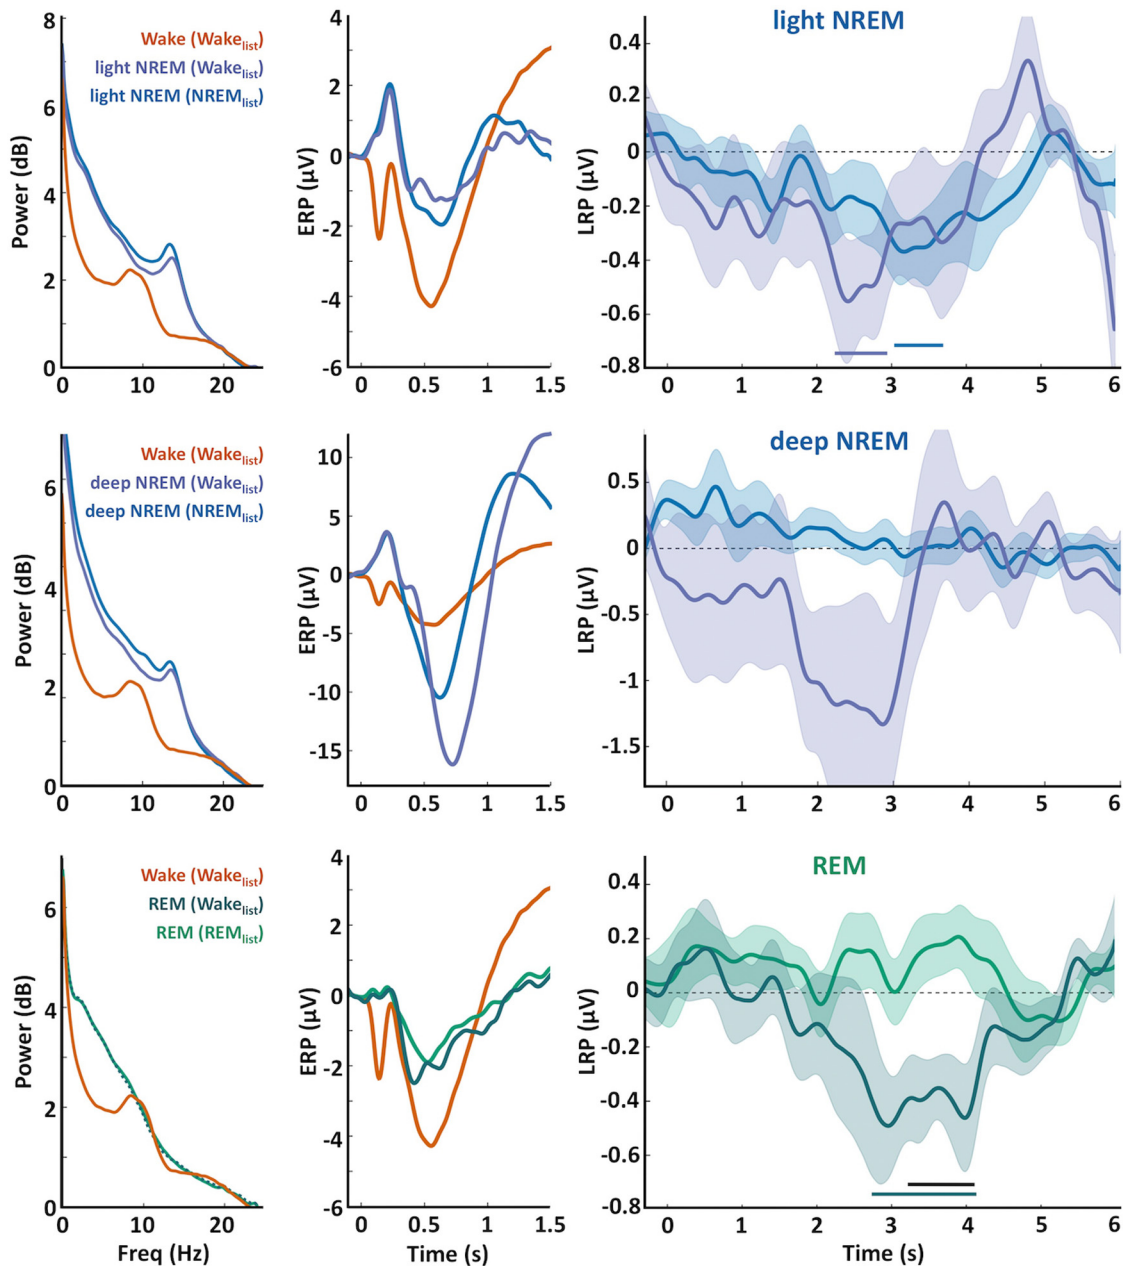 light NREM
Wake (Wakelist)
light NREM (Wakelist)
light NREM (NREMlist)
Power (dB)
8
6
4
2
0
0 10 20
ERP (μV)
4
2
0
-2
-4
-6
0 0.5 1 1.5
LRP (μV)
0.4
0.2
0
-0.2
-0.4
-0.6
-0.8
0 1 2 3 4 5 6
deep NREM
Wake (Wakelist)
deep NREM (Wakelist)
deep NREM (NREMlist)
Power (dB)
6
4
2
0
0 10 20
ERP (μV)
10
5
0
-5
-10
-15
0 0.5 1 1.5
LRP (μV)
0.5
0
-0.5
-1
-1.5
0 1 2 3 4 5 6
REM
Wake (Wakelist)
REM (Wakelist)
REM (REMlist)
Power (dB)
6
4
2
0
0 10 20
Freq (Hz)
ERP (μV)
4
2
0
-2
-4
-6
0 0.5 1 1.5
Time (s)
LRP (μV)
0.4
0.2
0
-0.2
-0.4
-0.6
-0.8
0 1 2 3 4 5 6
Time (s)